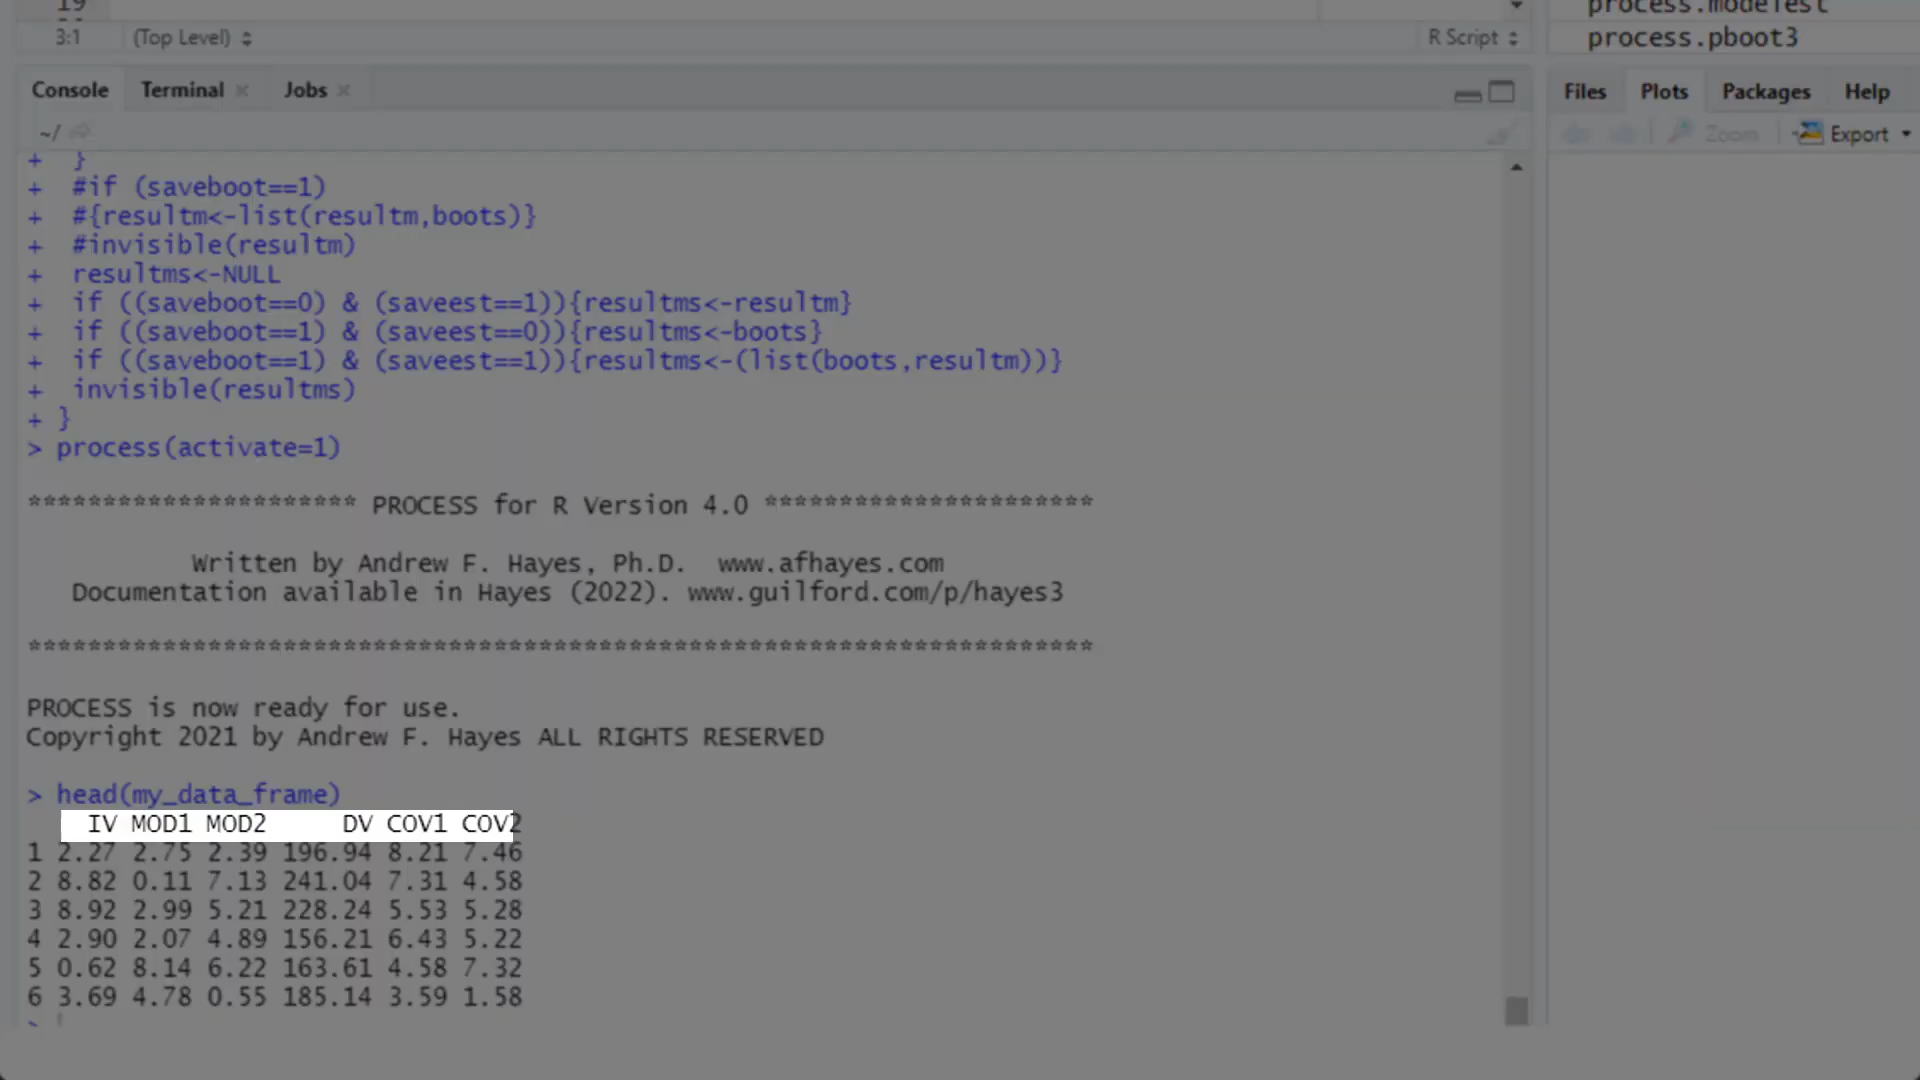 19
3:1 (Top Level) R Script
process.modeTest
process.pboot3
Console Terminal Jobs
Files Plots Packages Help
~/
Zoom Export
+ }
+ #if (saveboot==1)
+ #{resultm<-list(resultm,boots)}
+ #invisible(resultm)
+ resultms<-NULL
+ if ((saveboot==0) & (saveest==1)){resultms<-resultm}
+ if ((saveboot==1) & (saveest==0)){resultms<-boots}
+ if ((saveboot==1) & (saveest==1)){resultms<-(list(boots,resultm))}
+ invisible(resultms)
+ }
> process(activate=1)
********************** PROCESS for R Version 4.0 **********************
Written by Andrew F. Hayes, Ph.D. www.afhayes.com
Documentation available in Hayes (2022). www.guilford.com/p/hayes3
***********************************************************************
PROCESS is now ready for use.
Copyright 2021 by Andrew F. Hayes ALL RIGHTS RESERVED
> head(my_data_frame)
IV MOD1 MOD2 DV COV1 COV2
1 2.27 2.75 2.39 196.94 8.21 7.46
2 8.82 0.11 7.13 241.04 7.31 4.58
3 8.92 2.99 5.21 228.24 5.53 5.28
4 2.90 2.07 4.89 156.21 6.43 5.22
5 0.62 8.14 6.22 163.61 4.58 7.32
6 3.69 4.78 0.55 185.14 3.59 1.58
>